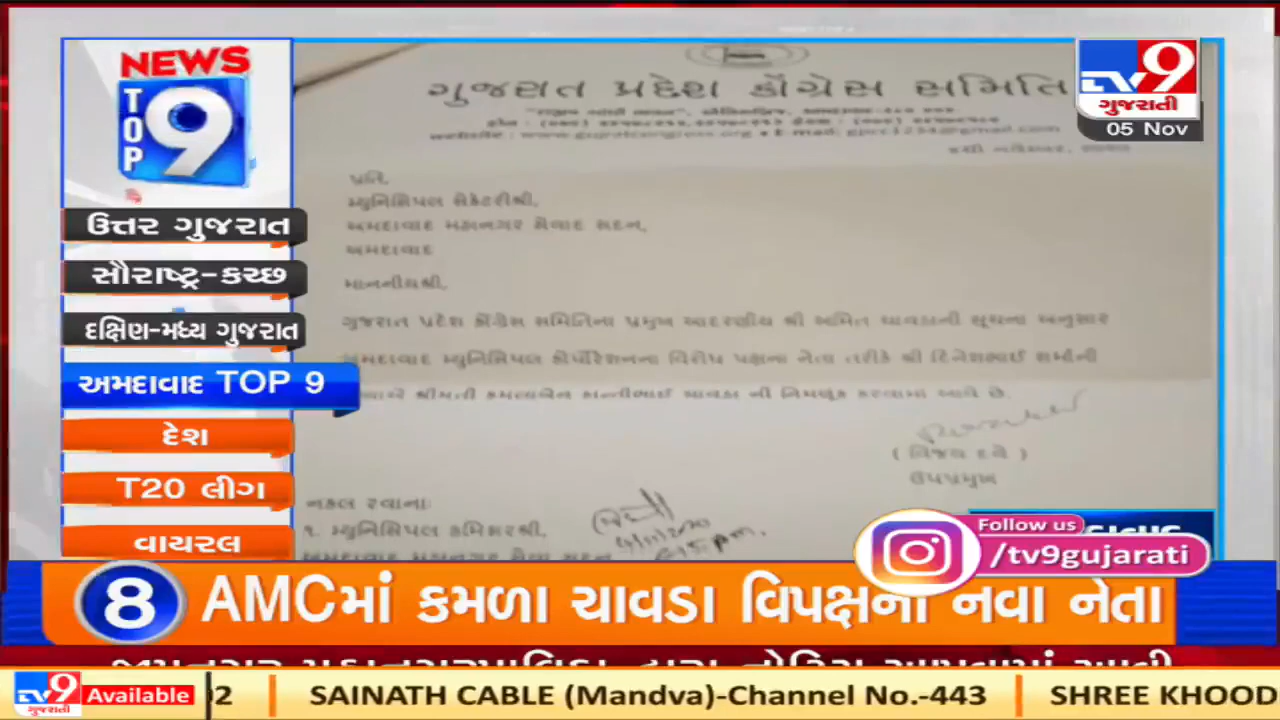 NEWS
TOP
9
ઉત્તર ગુજરાત
સૌરાષ્ટ્ર-કચ્છ
દક્ષિણ-મધ્ય ગુજરાત
અમદાવાદ TOP 9
દેશ
T20 લીગ
વાયરલ
TV9
ગુજરાતી
05 Nov
ગુજરાત પ્રદેશ કોંગ્રેસ સમિતિ
પ્રતિ,
મ્યુનિસિપલ સેક્રેટરીશ્રી,
અમદાવાદ મહાનગર સેવાદ સદન,
અમદાવાદ
માનનીયશ્રી,
ગુજરાત પ્રદેશ કોંગ્રેસ સમિતિના પ્રમુખ આદરણીય શ્રી અમિત ચાવડાની સૂચના અનુસાર
અમદાવાદ મ્યુનિસિપલ કોર્પોરેશનના વિરોધ પક્ષના નેતા તરીકે શ્રી દિનેશભાઈ શર્માની
શ્રીમતી કમળાબેન કાન્તીભાઈ ચાવડા ની નિમણૂંક કરવામાં આવે છે.
ઉપપ્રમુખ
નકલ રવાના:
૧. મ્યુનિસિપલ કમિશ્નરશ્રી,
Follow us
/tv9gujarati
8 AMCમાં કમળા ચાવડા વિપક્ષના નવા નેતા
TV9 ગુજરાતી Available
SAINATH CABLE (Mandva)-Channel No.-443
SHREE KHOOD